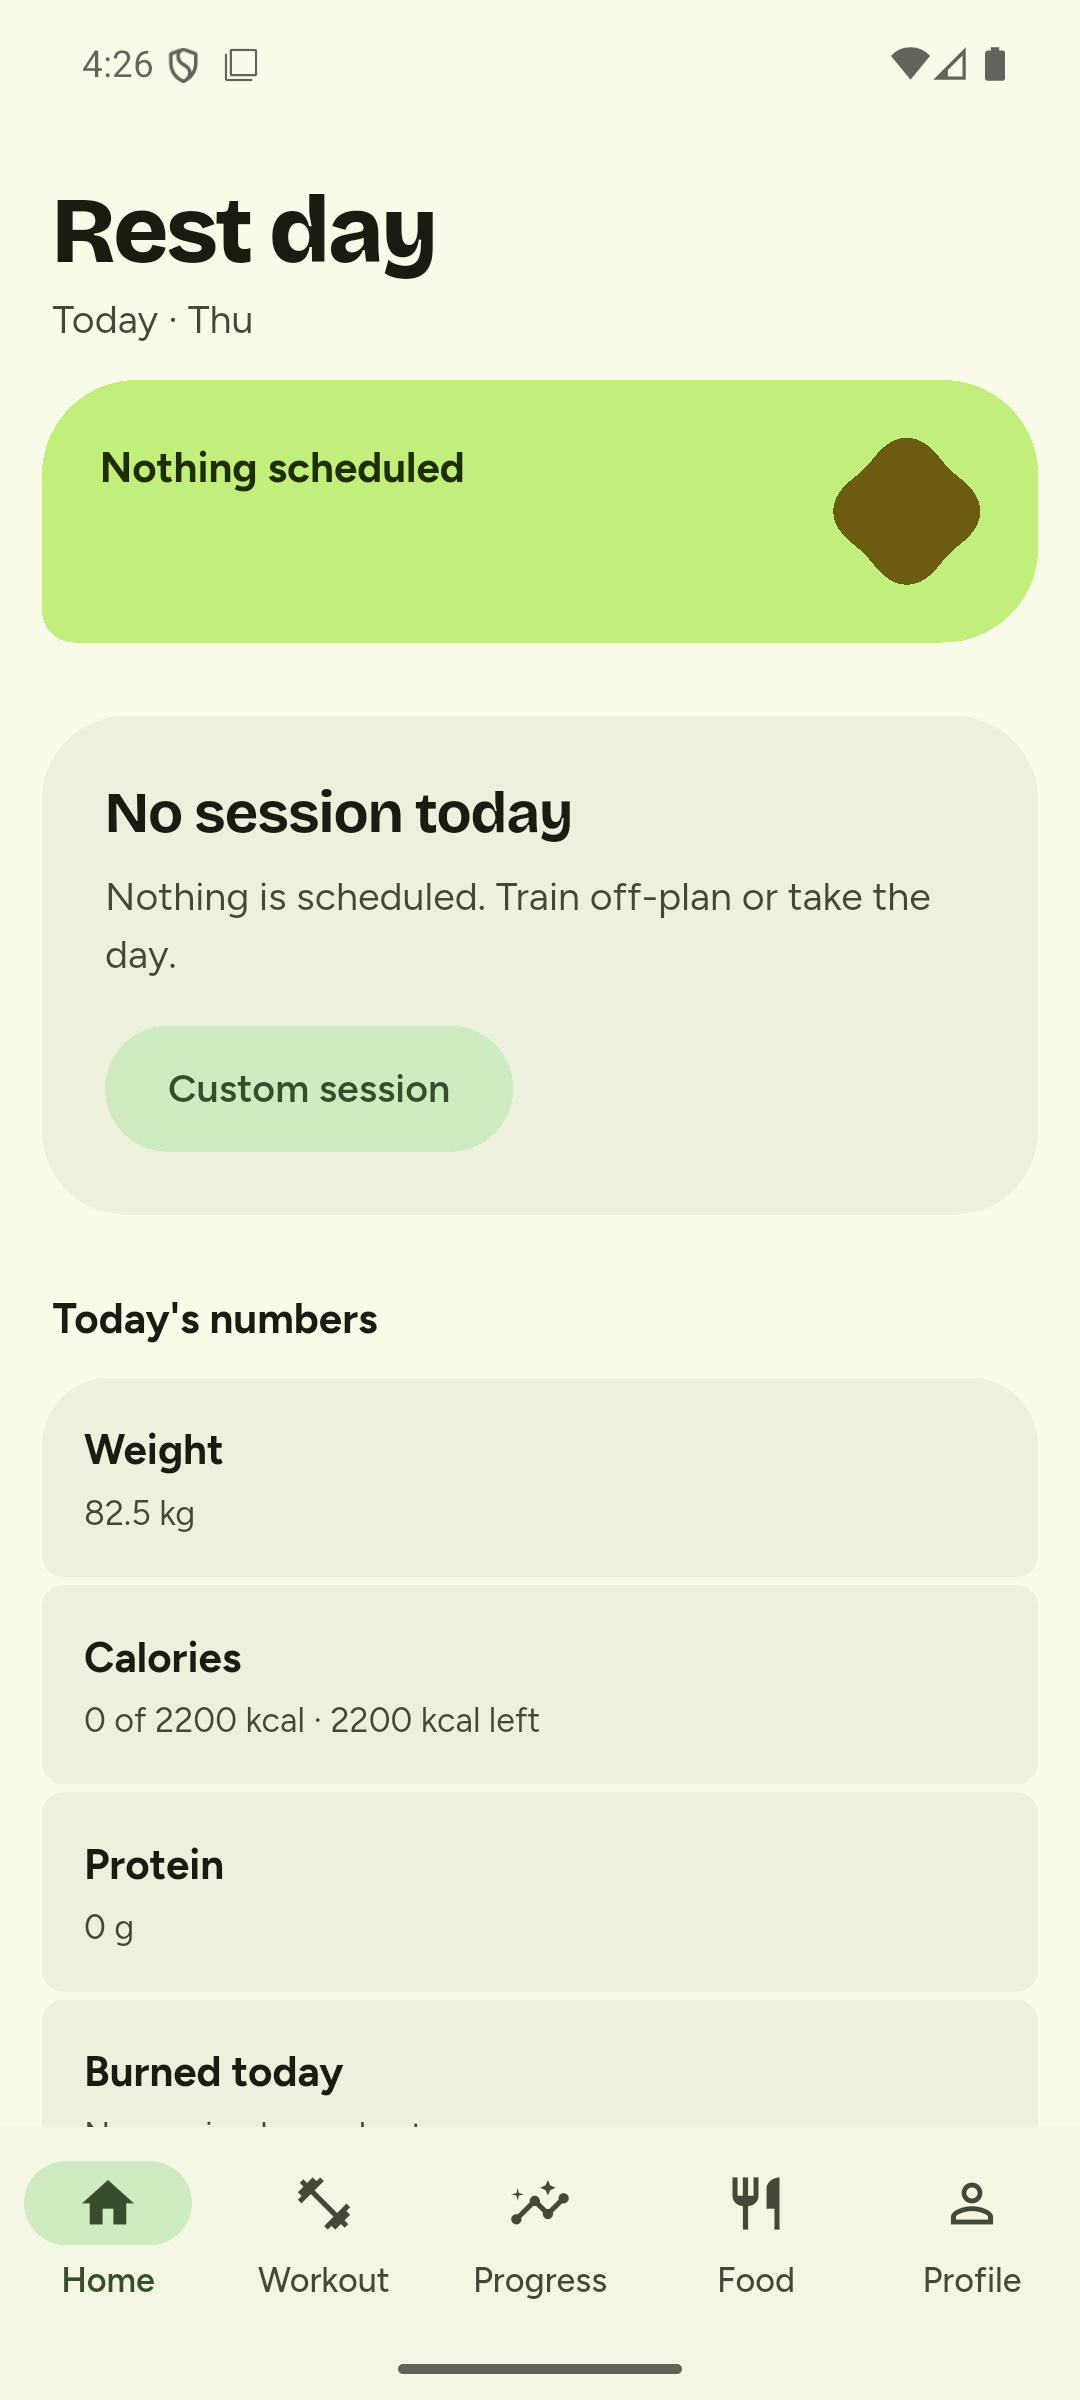 4:26
Rest day
Today · Thu
Nothing scheduled
No session today
Nothing is scheduled. Train off-plan or take the
day.
Custom session
Today's numbers
Weight
82.5 kg
Calories
0 of 2200 kcal · 2200 kcal left
Protein
0 g
Burned today
Home
Workout
Progress
Food
Profile